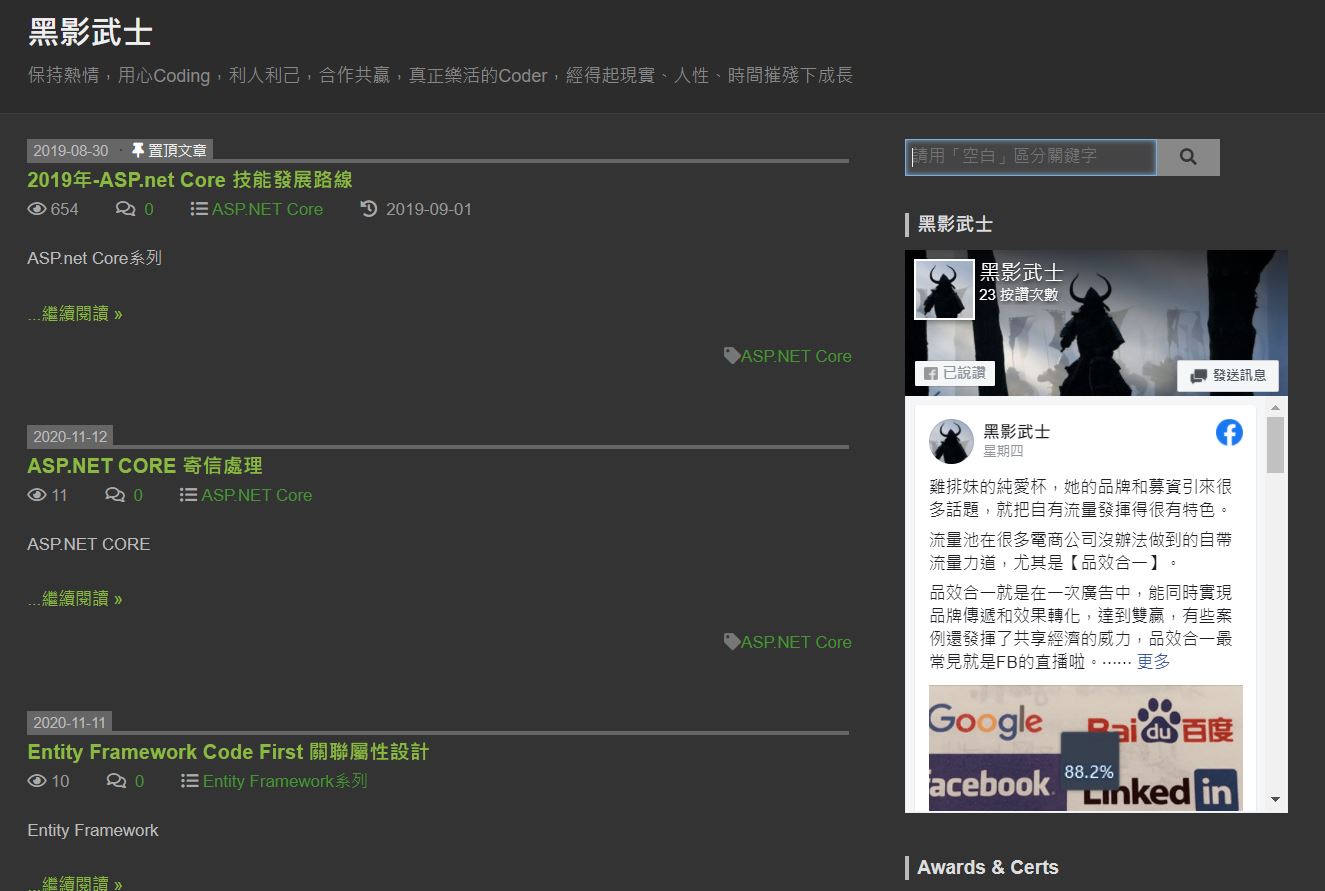 黑影武士
保持熱情，用心Coding，利人利己，合作共贏，真正樂活的Coder，經得起現實、人性、時間摧殘下成長
2019-08-30 · 置頂文章
2019年-ASP.net Core 技能發展路線
654 0 ASP.NET Core 2019-09-01
ASP.net Core系列
...繼續閱讀 »
ASP.NET Core
2020-11-12
ASP.NET CORE 寄信處理
11 0 ASP.NET Core
ASP.NET CORE
...繼續閱讀 »
ASP.NET Core
2020-11-11
Entity Framework Code First 關聯屬性設計
10 0 Entity Framework系列
Entity Framework
...繼續閱讀 »
請用「空白」區分關鍵字
黑影武士
黑影武士
23 按讚次數
已說讚
發送訊息
黑影武士
星期四
雞排妹的純愛杯，她的品牌和募資引來很
多話題，就把自有流量發揮得很有特色。
流量池在很多電商公司沒辦法做到的自帶
流量力道，尤其是【品效合一】。
品效合一就是在一次廣告中，能同時實現
品牌傳遞和效果轉化，達到雙贏，有些案
例還發揮了共享經濟的威力，品效合一最
常見就是FB的直播啦。⋯⋯ 更多
Google Bai du 百度
facebook. 88.2% Linked in
Awards & Certs